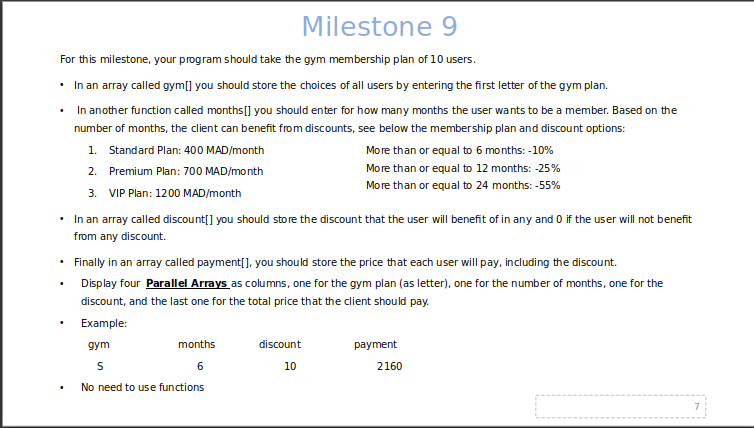 Milestone 9
For this milestone, your program should take the gym membership plan of 10 users.
• In an array called gym[] you should store the choices of all users by entering the first letter of the gym plan.
• In another function called months[] you should enter for how many months the user wants to be a member. Based on the
number of months, the client can benefit from discounts, see below the membership plan and discount options:
1. Standard Plan: 400 MAD/month
2. Premium Plan: 700 MAD/month
3. VIP Plan: 1200 MAD/month
More than or equal to 6 months: -10%
More than or equal to 12 months: -25%
More than or equal to 24 months: -55%
• In an array called discount[] you should store the discount that the user will benefit of in any and 0 if the user will not benefit
from any discount.
• Finally in an array called payment[], you should store the price that each user will pay, including the discount.
• Display four Parallel Arrays as columns, one for the gym plan (as letter), one for the number of months, one for the
discount, and the last one for the total price that the client should pay.
• Example:
gym months discount payment
S 6 10 2160
• No need to use functions
7